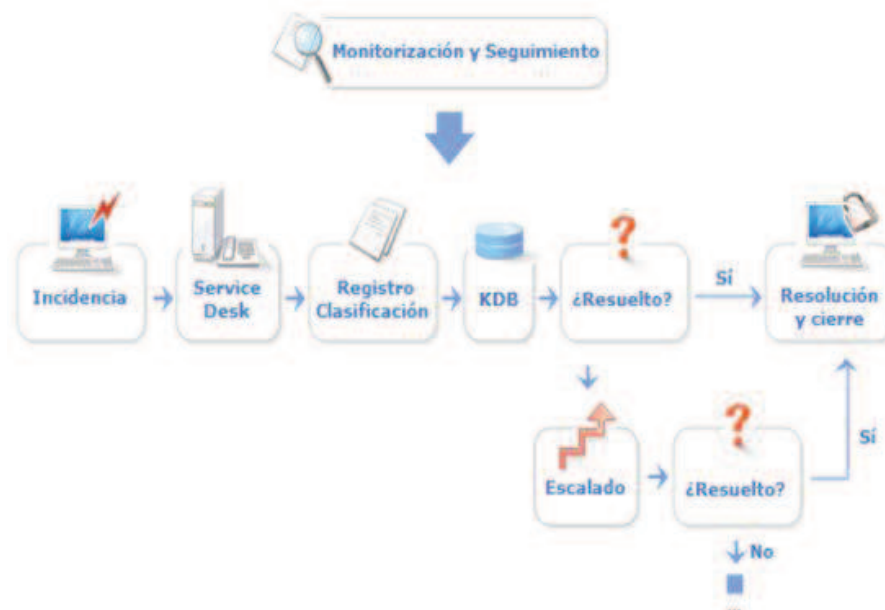 Monitorización y Seguimiento
Incidencia
Service
Desk
Registro
Clasificación
KDB
¿Resuelto?
Sí
Resolución
y cierre
Escalado
¿Resuelto?
Sí
No